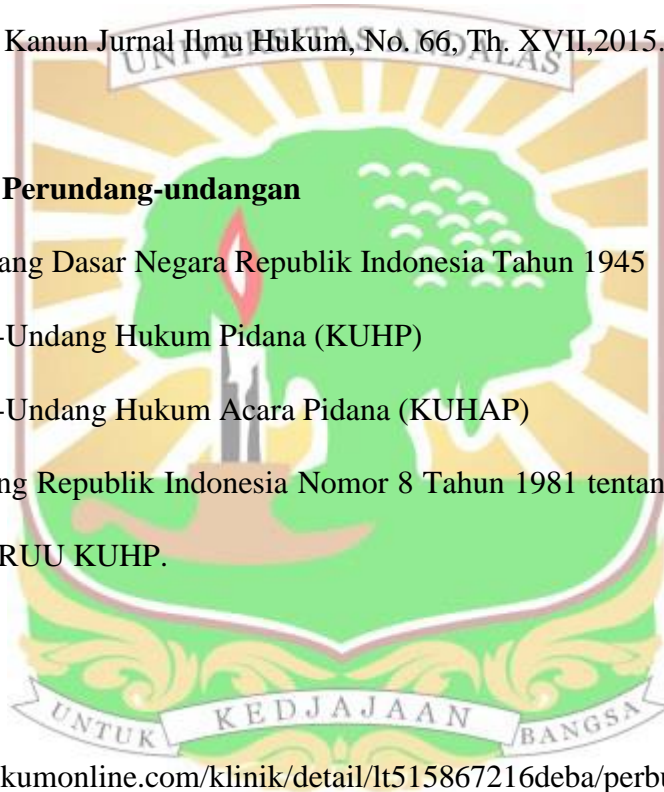 Kanun Jurnal Ilmu Hukum, No. 66, Th. XVII,2015.
UNIVERSITAS ANDALAS
Perundang-undangan
ang Dasar Negara Republik Indonesia Tahun 1945
-Undang Hukum Pidana (KUHP)
-Undang Hukum Acara Pidana (KUHAP)
ng Republik Indonesia Nomor 8 Tahun 1981 tentan
RUU KUHP.
UNTUK KEDJAJAAN BANGSA
kumonline.com/klinik/detail/lt515867216deba/perbu